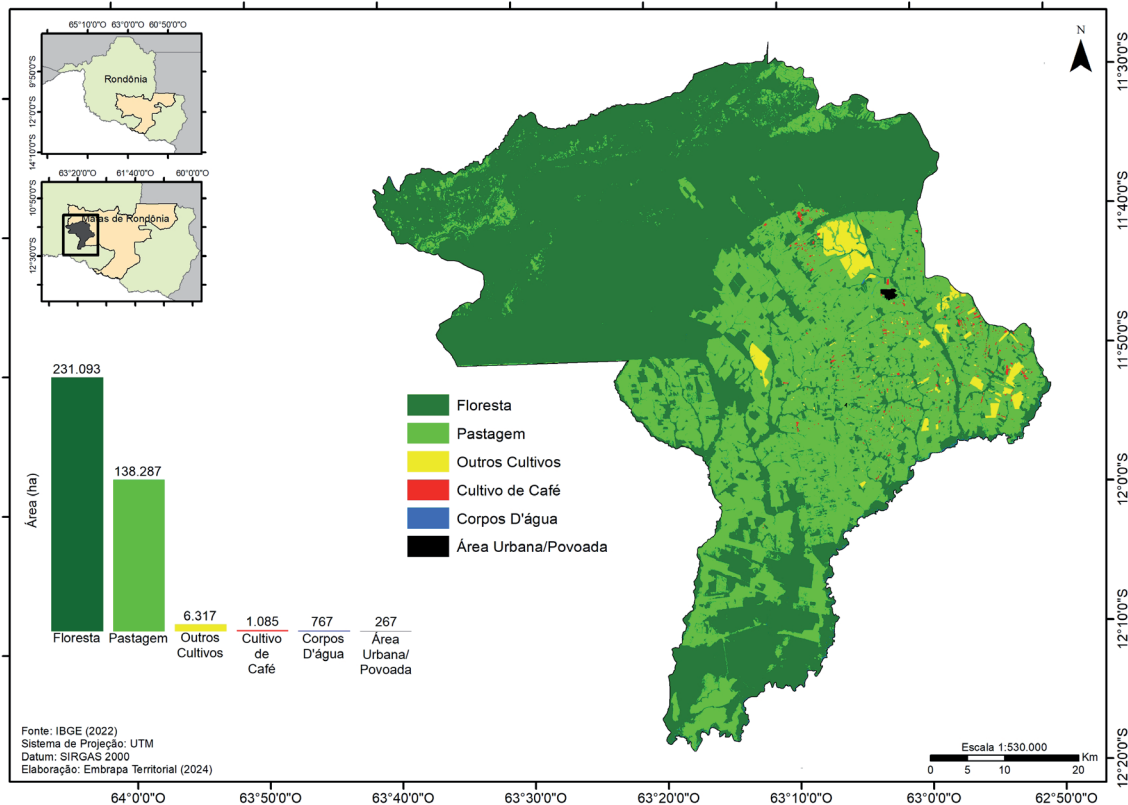 65°10'0"O 63°0'0"O 60°50'0"O
9°50'0"S
12°0'0"S
14°10'0"S
Rondônia
63°20'0"O 61°40'0"O 60°0'0"O
10°50'0"S
12°30'0"S
Matas de Rondônia
N
11°30'0"S
11°40'0"S
11°50'0"S
12°0'0"S
12°10'0"S
12°20'0"S
Área (ha)
231.093
138.287
6.317
1.085
767
267
Floresta
Pastagem
Outros
Cultivos
Cultivo
de
Café
Corpos
D'água
Área
Urbana/
Povoada
Floresta
Pastagem
Outros Cultivos
Cultivo de Café
Corpos D'água
Área Urbana/Povoada
Fonte: IBGE (2022)
Sistema de Projeção: UTM
Datum: SIRGAS 2000
Elaboração: Embrapa Territorial (2024)
Escala 1:530.000
Km
0 5 10 20
64°0'0"O 63°50'0"O 63°40'0"O 63°30'0"O 63°20'0"O 63°10'0"O 63°0'0"O 62°50'0"O